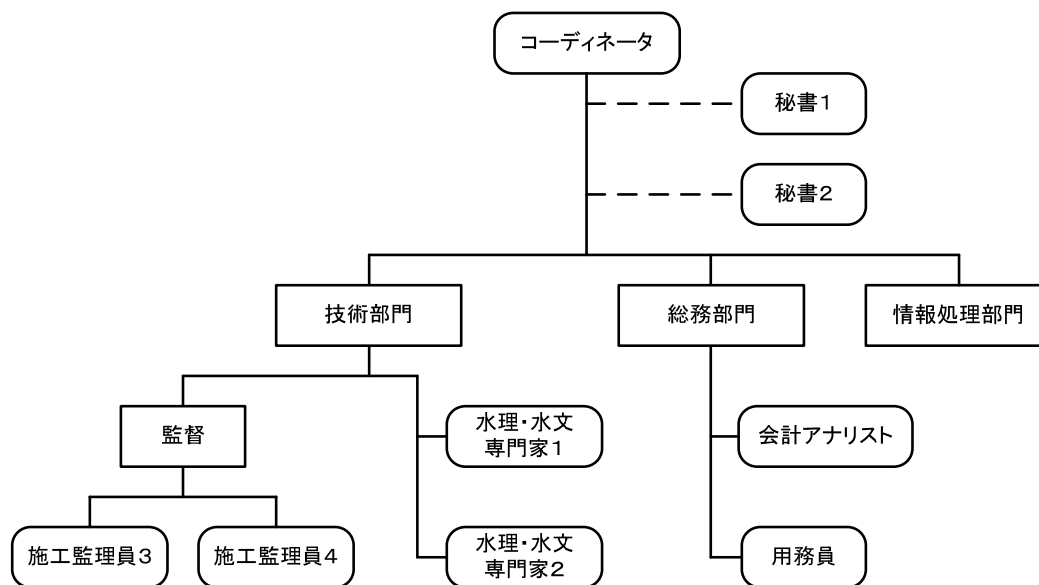 コーディネータ
秘書1
秘書2
技術部門
総務部門
情報処理部門
監督
水理・水文
専門家1
会計アナリスト
施工監理員3
施工監理員4
水理・水文
専門家2
用務員